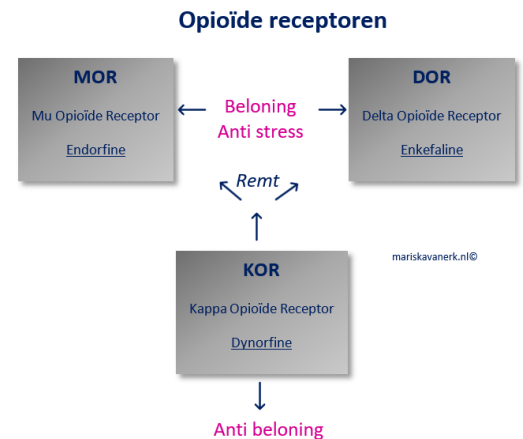 Opioïde receptoren
MOR
Mu Opioïde Receptor
Endorfine
Beloning
Anti stress
DOR
Delta Opioïde Receptor
Enkefaline
Remt
mariskavanerk.nl©
KOR
Kappa Opioïde Receptor
Dynorfine
Anti beloning